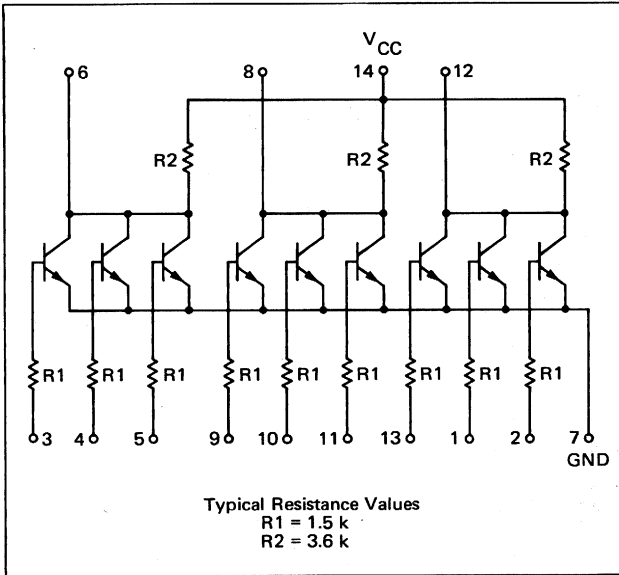 V_CC
6 8 14 12
R2 R2 R2
R1 R1 R1 R1 R1 R1 R1 R1 R1
3 4 5 9 10 11 13 1 2 7
GND
Typical Resistance Values
R1 = 1.5 k
R2 = 3.6 k